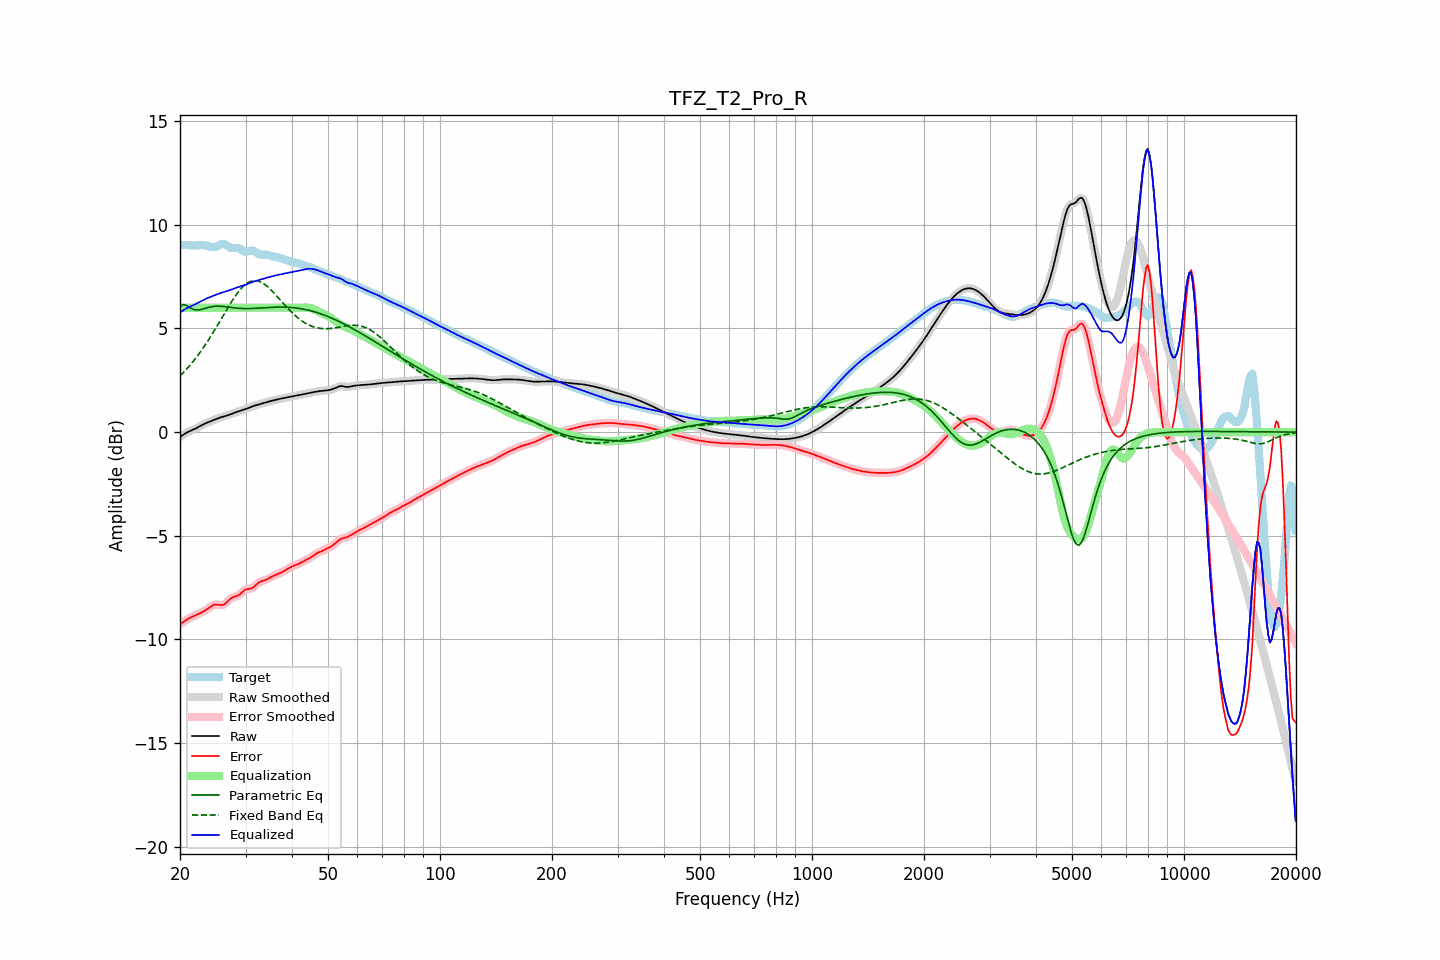 TFZ_T2_Pro_R
15
10
5
0
−5
−10
−15
−20
Amplitude (dBr)
Target
Raw Smoothed
Error Smoothed
Raw
Error
Equalization
Parametric Eq
Fixed Band Eq
Equalized
20 50 100 200 500 1000 2000 5000 10000 20000
Frequency (Hz)